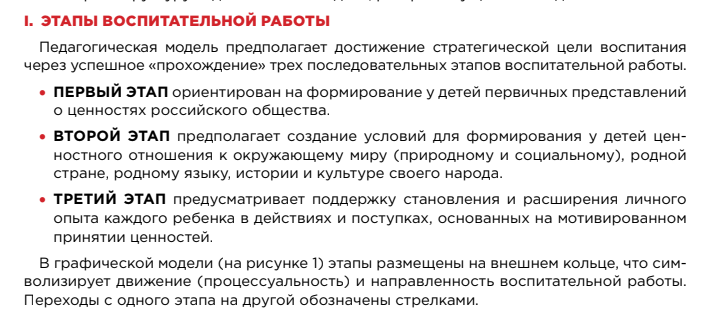 I. ЭТАПЫ ВОСПИТАТЕЛЬНОЙ РАБОТЫ
Педагогическая модель предполагает достижение стратегической цели воспитания
через успешное «прохождение» трех последовательных этапов воспитательной работы.
• ПЕРВЫЙ ЭТАП ориентирован на формирование у детей первичных представлений
о ценностях российского общества.
• ВТОРОЙ ЭТАП предполагает создание условий для формирования у детей цен-
ностного отношения к окружающему миру (природному и социальному), родной
стране, родному языку, истории и культуре своего народа.
• ТРЕТИЙ ЭТАП предусматривает поддержку становления и расширения личного
опыта каждого ребенка в действиях и поступках, основанных на мотивированном
принятии ценностей.
В графической модели (на рисунке 1) этапы размещены на внешнем кольце, что сим-
волизирует движение (процессуальность) и направленность воспитательной работы.
Переходы с одного этапа на другой обозначены стрелками.